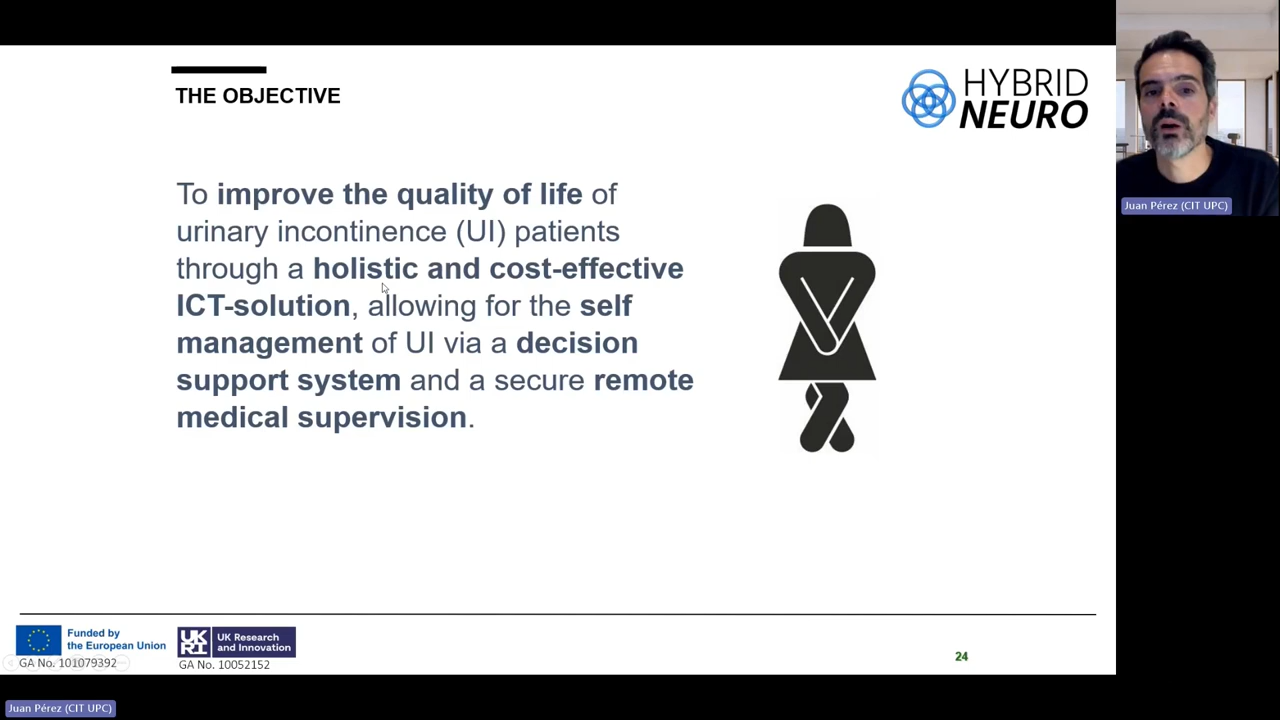 THE OBJECTIVE
HYBRID
NEURO
To improve the quality of life of
urinary incontinence (UI) patients
through a holistic and cost-effective
ICT-solution, allowing for the self
management of UI via a decision
support system and a secure remote
medical supervision.
Juan Pérez (CIT UPC)
Funded by
the European Union
GA No. 101079392
UK
RI
UK Research
and Innovation
GA No. 10052152
24
Juan Pérez (CIT UPC)